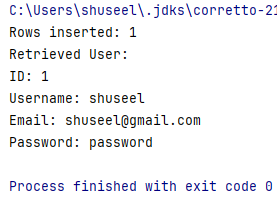 C:\Users\shuseel\.jdks\corretto-21
Rows inserted: 1
Retrieved User:
ID: 1
Username: shuseel
Email: shuseel@gmail.com
Password: password
Process finished with exit code 0